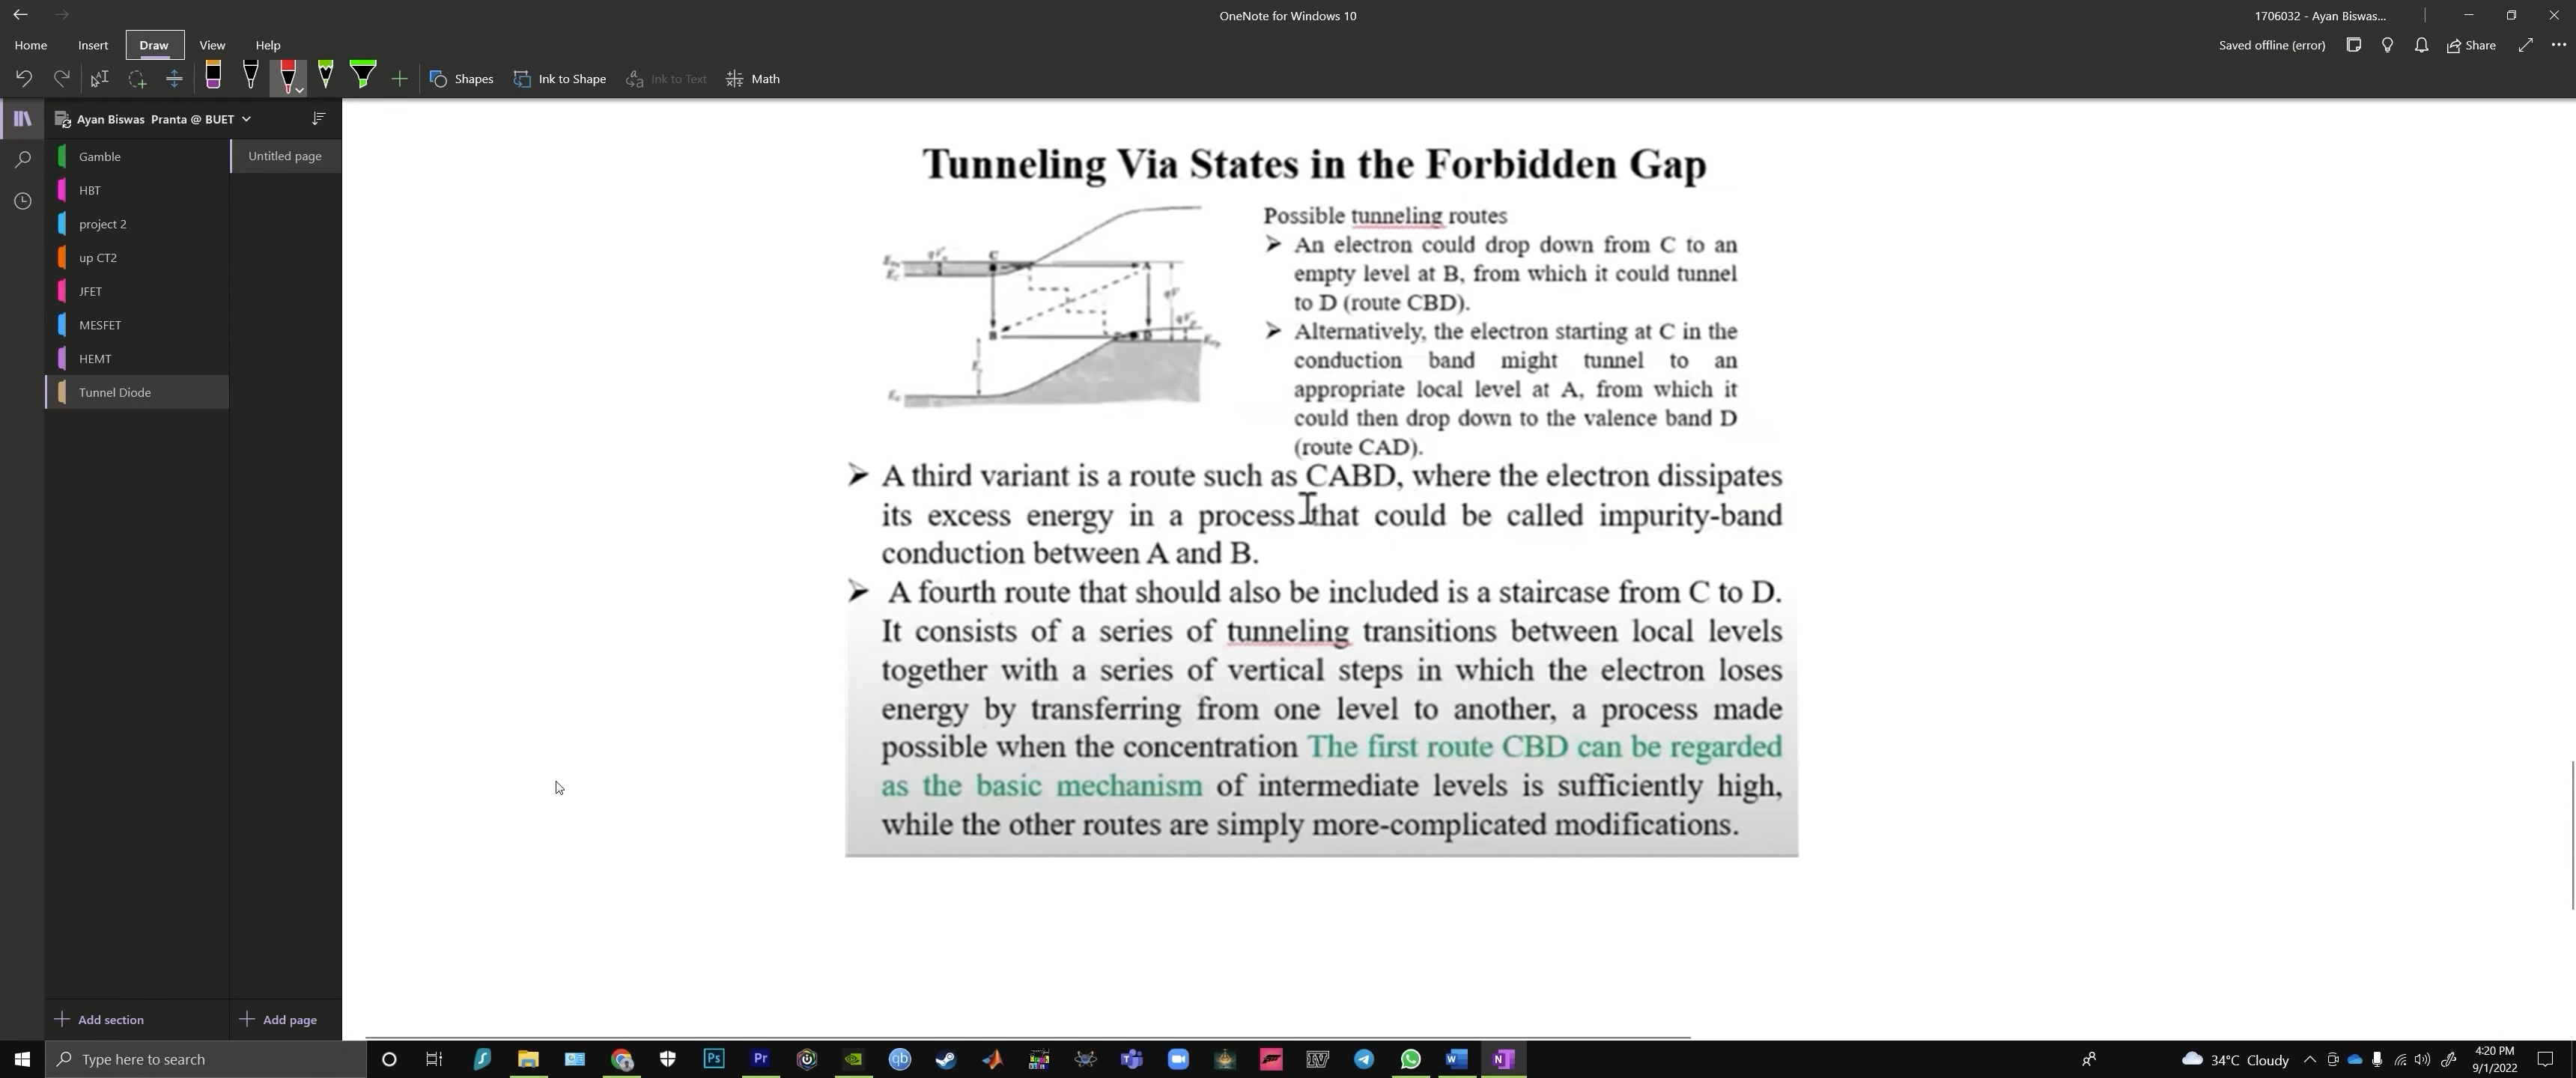 OneNote for Windows 10
1706032 - Ayan Biswas...
Home Insert Draw View Help
Saved offline (error) Share
Shapes Ink to Shape Ink to Text Math
Ayan Biswas Pranta @ BUET
Gamble
HBT
project 2
up CT2
JFET
MESFET
HEMT
Tunnel Diode
Untitled page
Tunneling Via States in the Forbidden Gap
C
A
B
D
Possible tunneling routes
➢ An electron could drop down from C to an
empty level at B, from which it could tunnel
to D (route CBD).
➢ Alternatively, the electron starting at C in the
conduction band might tunnel to an
appropriate local level at A, from which it
could then drop down to the valence band D
(route CAD).
➢ A third variant is a route such as CABD, where the electron dissipates
its excess energy in a process that could be called impurity-band
conduction between A and B.
➢ A fourth route that should also be included is a staircase from C to D.
It consists of a series of tunneling transitions between local levels
together with a series of vertical steps in which the electron loses
energy by transferring from one level to another, a process made
possible when the concentration The first route CBD can be regarded
as the basic mechanism of intermediate levels is sufficiently high,
while the other routes are simply more-complicated modifications.
Add section
Add page
Type here to search
Ps
Pr
qb
IV
34°C Cloudy
4:20 PM
9/1/2022